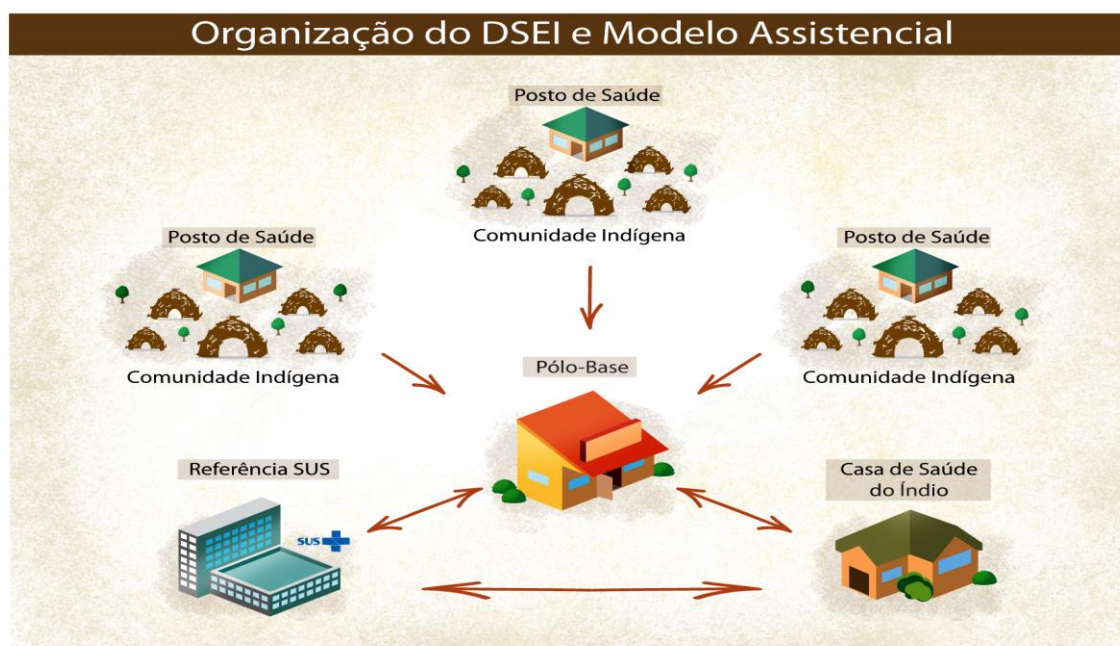 Organização do DSEI e Modelo Assistencial
Posto de Saúde
Comunidade Indígena
Posto de Saúde
Comunidade Indígena
Posto de Saúde
Comunidade Indígena
Pólo-Base
Referência SUS
SUS
Casa de Saúde
do Índio